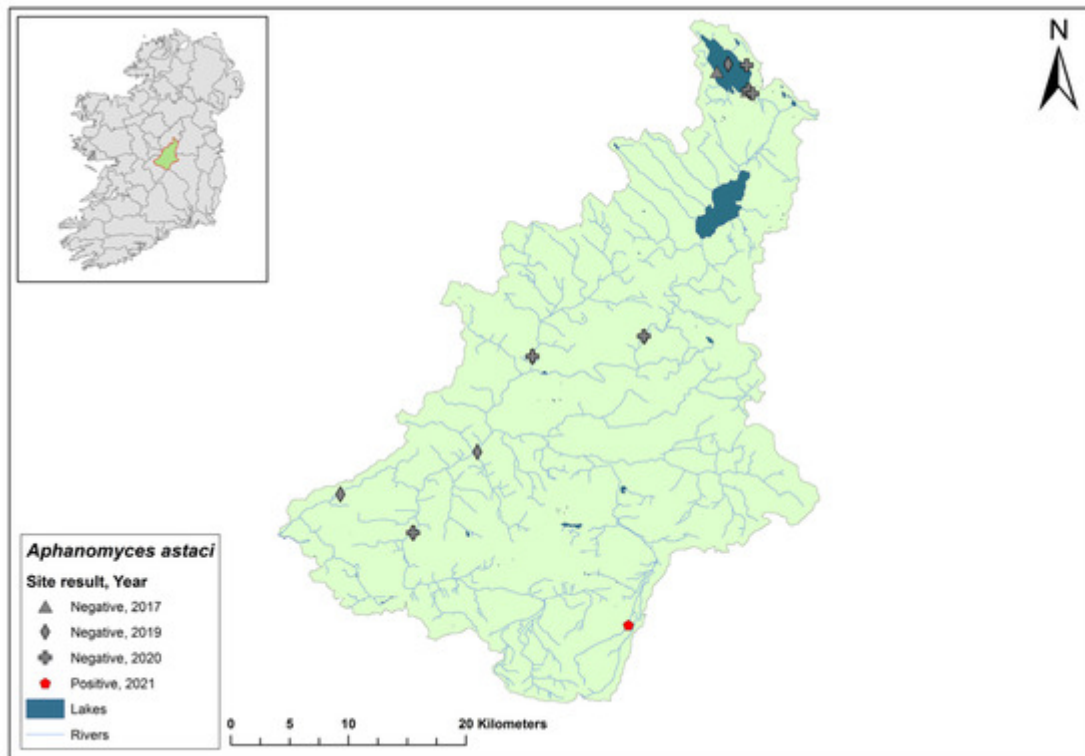 N
Aphanomyces astaci
Site result, Year
Negative, 2017
Negative, 2019
Negative, 2020
Positive, 2021
Lakes
Rivers
0 5 10 20 Kilometers